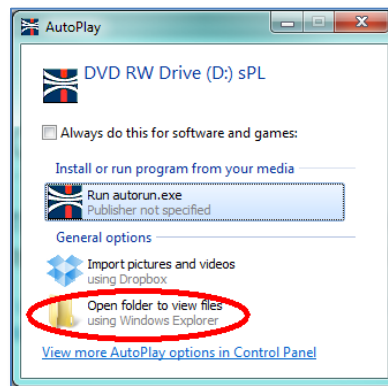 AutoPlay
DVD RW Drive (D:) sPL
Always do this for software and games:
Install or run program from your media
Run autorun.exe
Publisher not specified
General options
Import pictures and videos
using Dropbox
Open folder to view files
using Windows Explorer
View more AutoPlay options in Control Panel